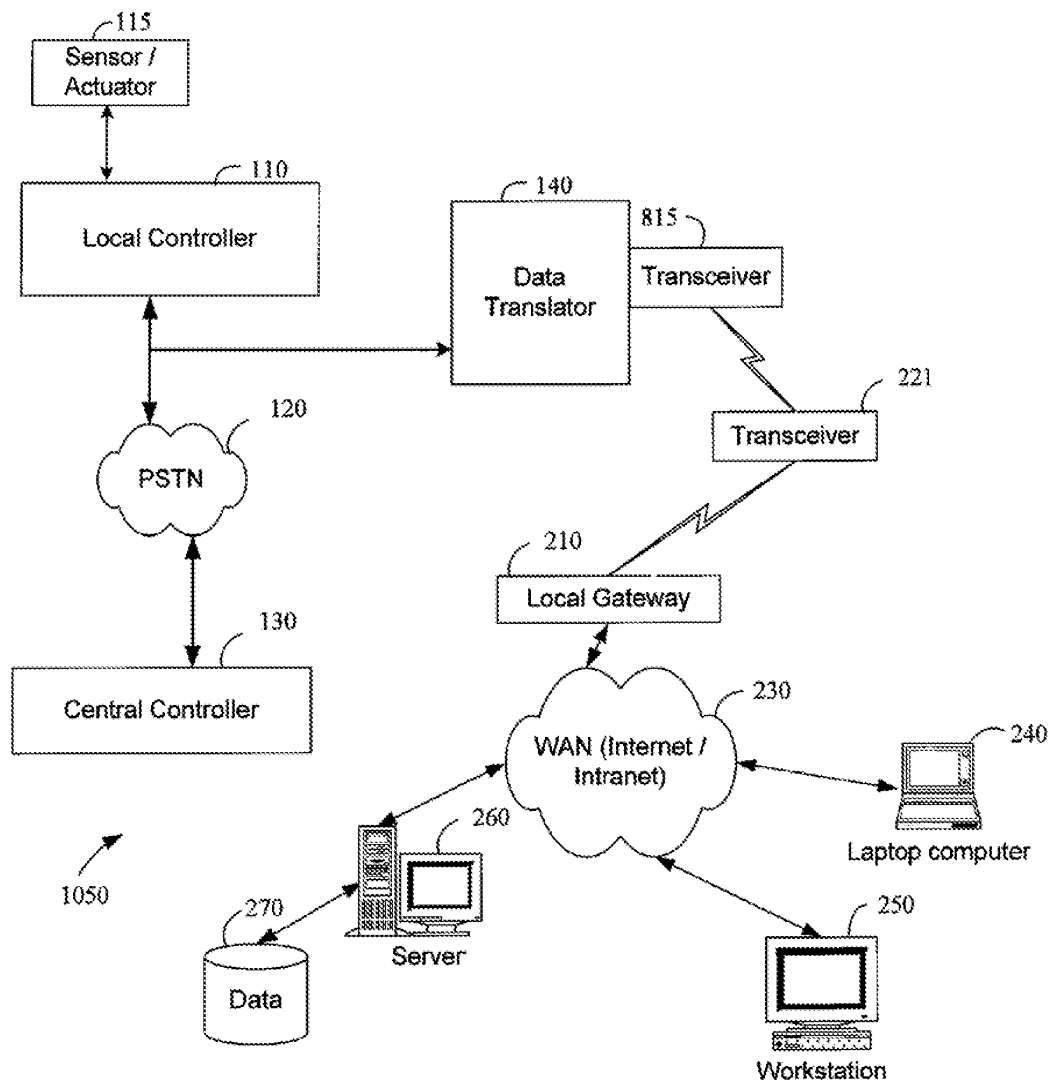 115
Sensor /
Actuator
110
Local Controller
140
Data
Translator
815
Transceiver
221
Transceiver
120
PSTN
210
Local Gateway
130
Central Controller
230
WAN (Internet /
Intranet)
240
Laptop computer
260
Server
1050
270
Data
250
Workstation